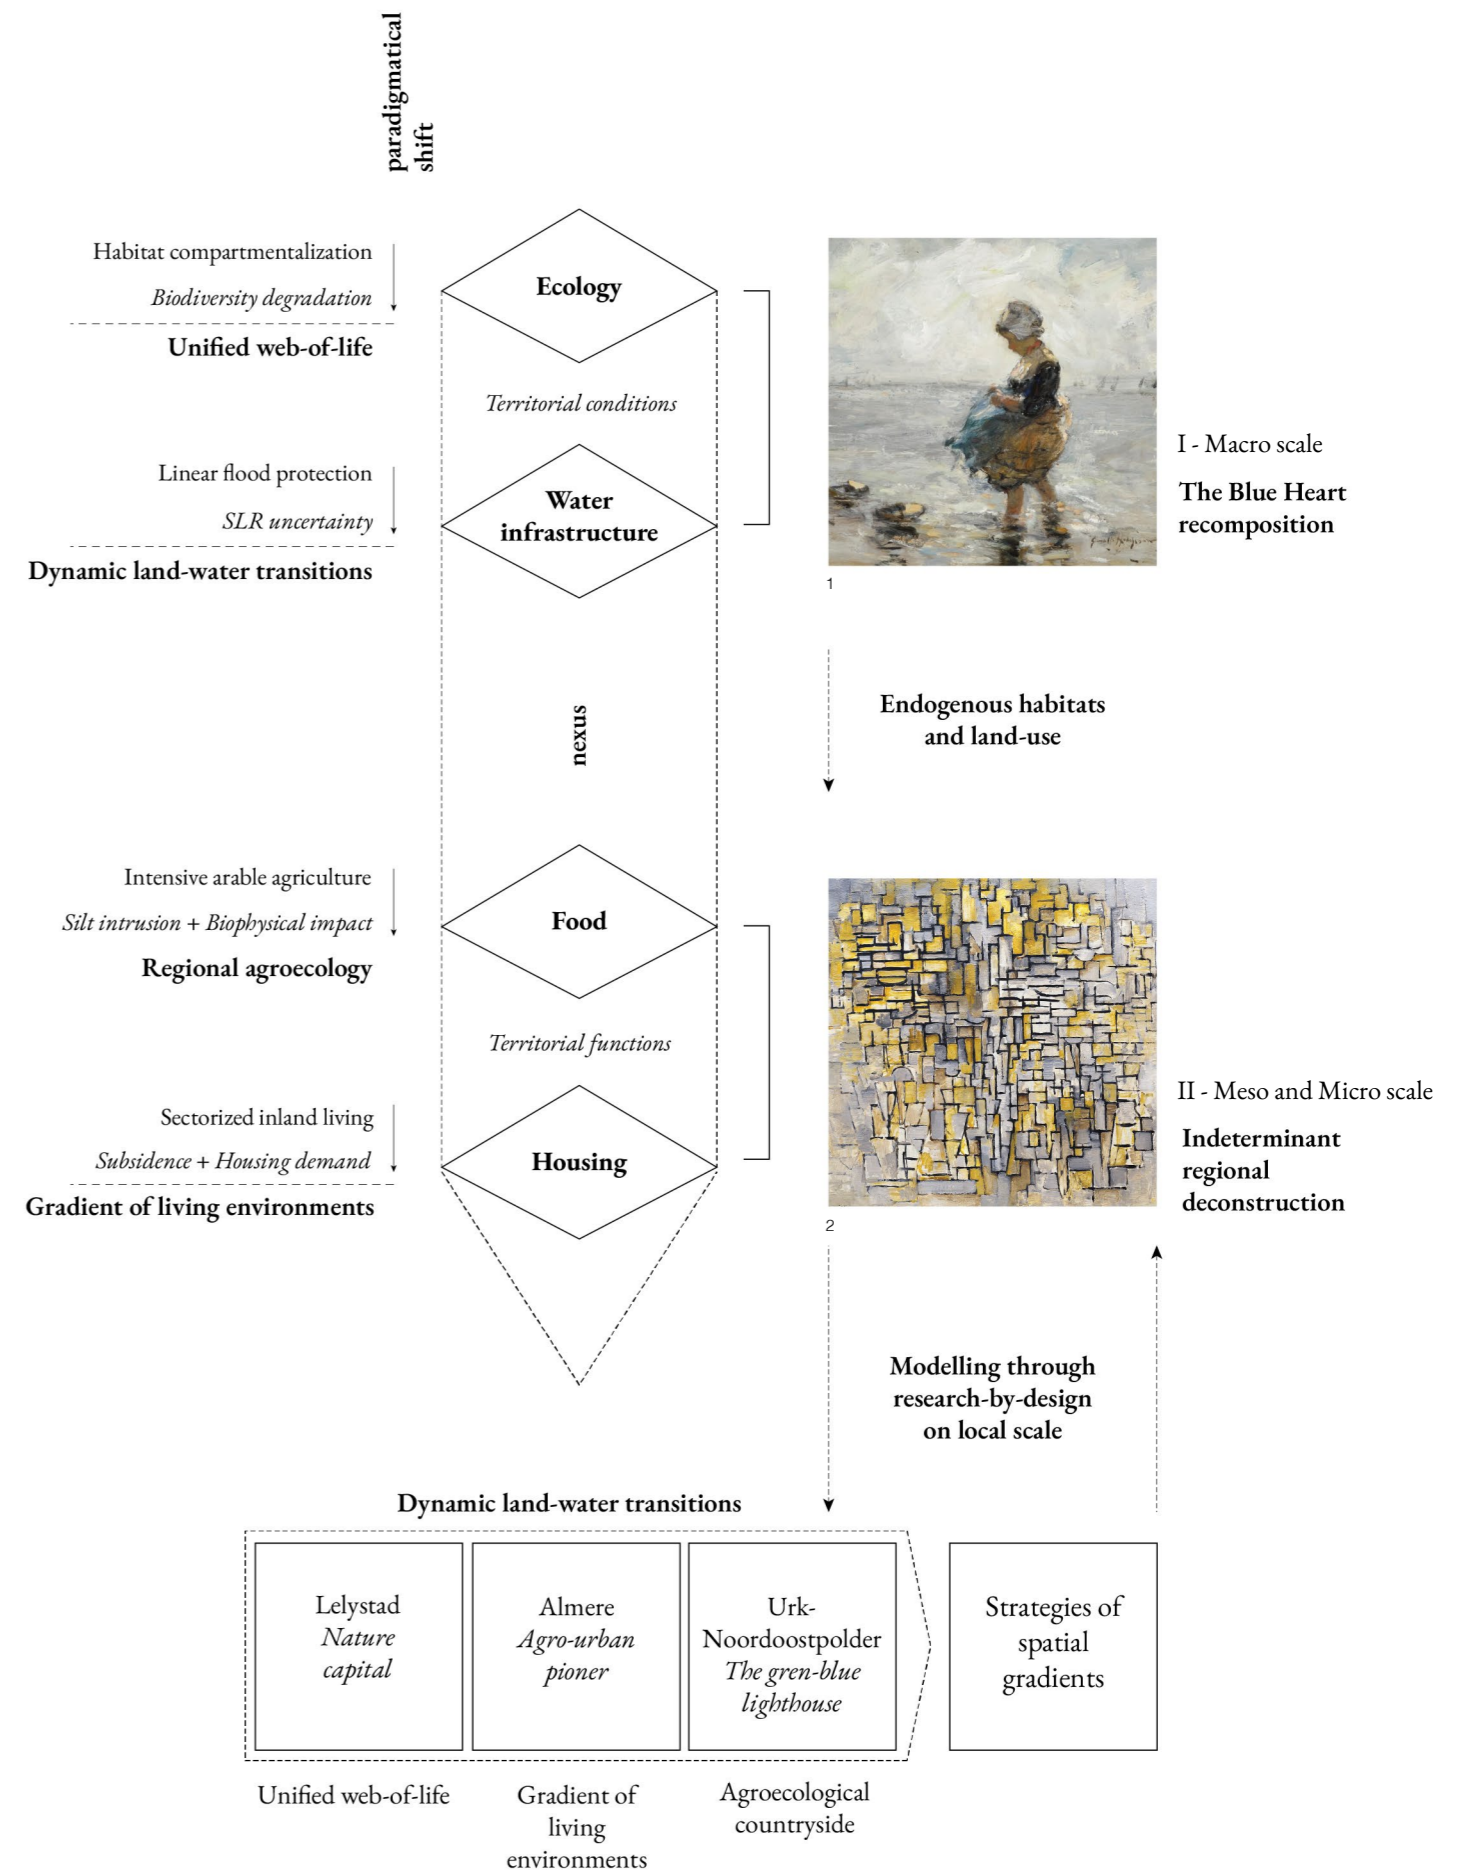 paradigmatical
shift
Habitat compartmentalization
Biodiversity degradation
Unified web-of-life
Ecology
Territorial conditions
Linear flood protection
SLR uncertainty
Dynamic land-water transitions
Water
infrastructure
1
I - Macro scale
The Blue Heart
recomposition
nexus
Endogenous habitats
and land-use
Intensive arable agriculture
Silt intrusion + Biophysical impact
Regional agroecology
Food
Territorial functions
Sectorized inland living
Subsidence + Housing demand
Gradient of living environments
Housing
2
II - Meso and Micro scale
Indeterminant
regional
deconstruction
Modelling through
research-by-design
on local scale
Dynamic land-water transitions
Lelystad
Nature
capital
Almere
Agro-urban
pioner
Urk-
Noordoostpolder
The gren-blue
lighthouse
Strategies of
spatial
gradients
Unified web-of-life
Gradient of
living
environments
Agroecological
countryside